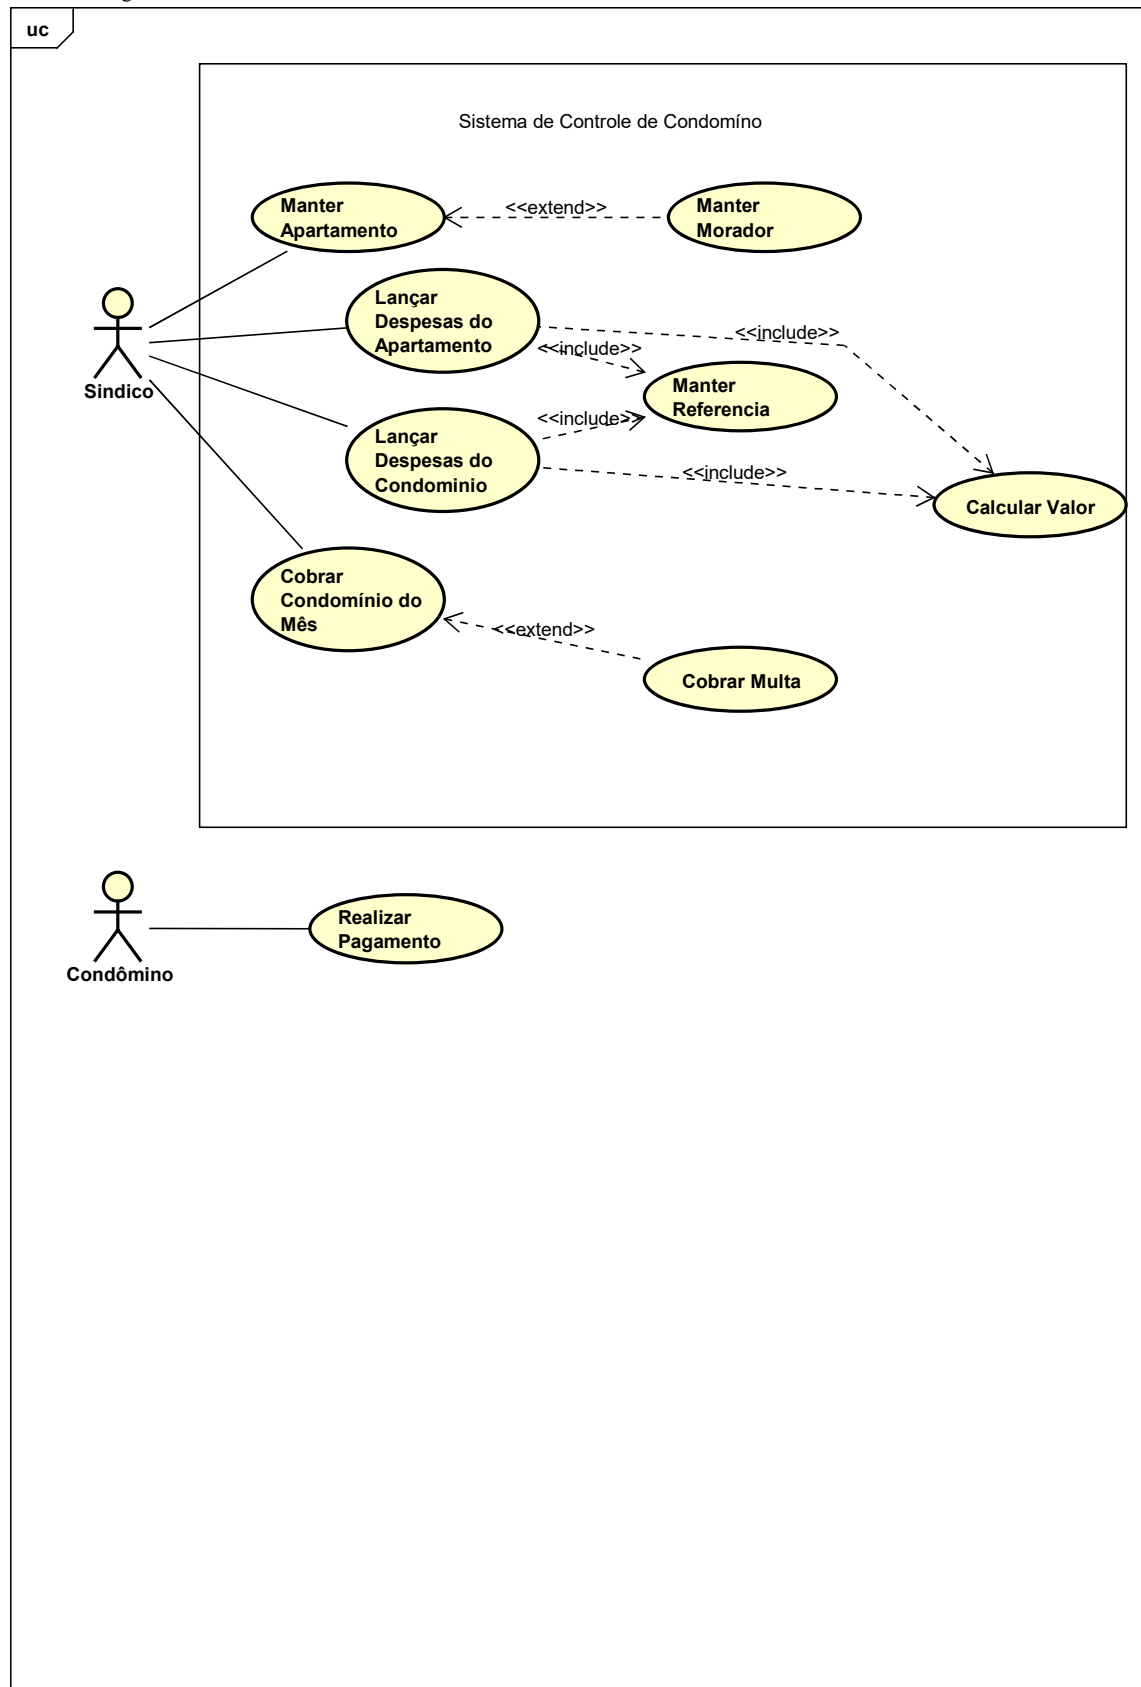 uc
Sistema de Controle de Condomíno
Manter
Apartamento
<<extend>>
Manter
Morador
Lançar
Despesas do
Apartamento
<<include>>
<<include>>
Manter
Referencia
Sindico
<<include>>
Lançar
Despesas do
Condominio
<<include>>
Calcular Valor
Cobrar
Condomínio do
Mês
<<extend>>
Cobrar Multa
Realizar
Pagamento
Condômino